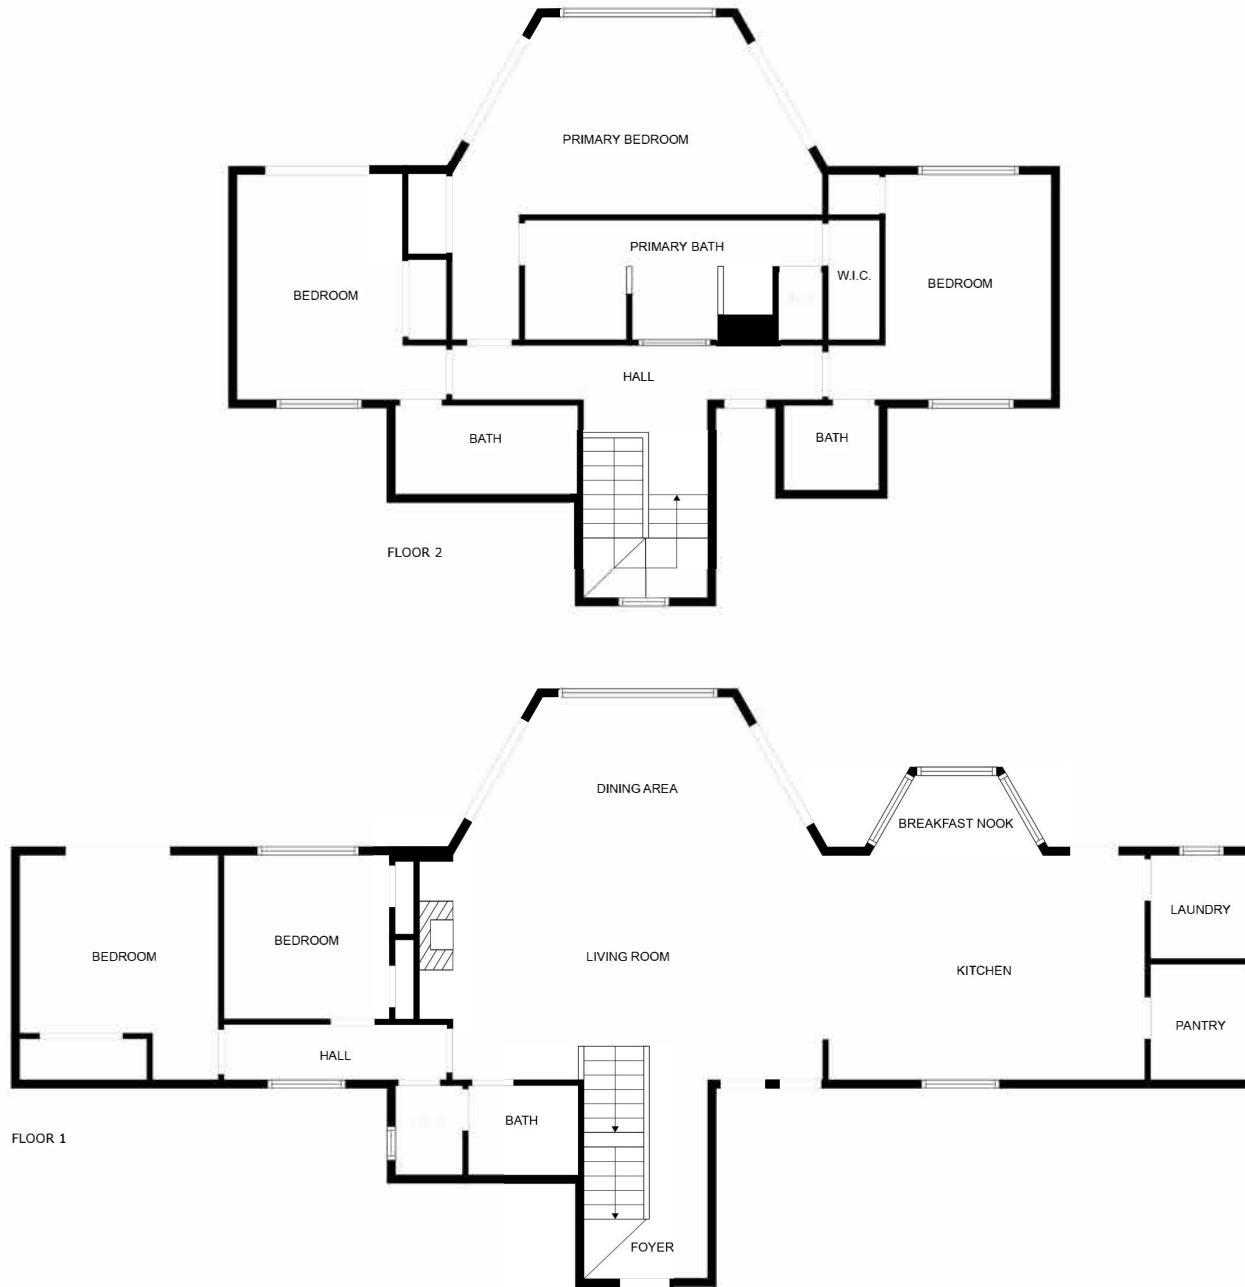 PRIMARY BEDROOM
PRIMARY BATH
W.I.C.
BEDROOM
BEDROOM
HALL
BATH
BATH
FLOOR 2
DINING AREA
BREAKFAST NOOK
LAUNDRY
BEDROOM
BEDROOM
LIVING ROOM
KITCHEN
PANTRY
HALL
BATH
FLOOR 1
FOYER